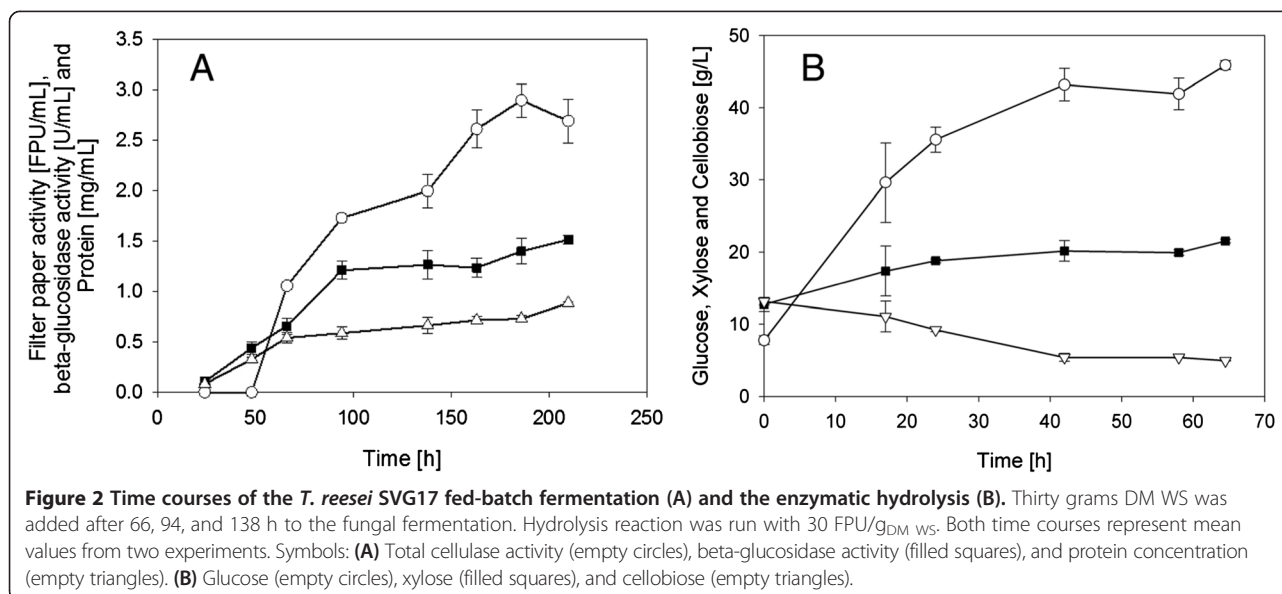 A
Filter paper activity [FPU/mL],
beta-glucosidase activity [U/mL] and
Protein [mg/mL]
3.5
3.0
2.5
2.0
1.5
1.0
0.5
0.0
0 50 100 150 200 250
Time [h]
B
Glucose, Xylose and Cellobiose [g/L]
50
40
30
20
10
0
0 10 20 30 40 50 60 70
Time [h]
Figure 2 Time courses of the T. reesei SVG17 fed-batch fermentation (A) and the enzymatic hydrolysis (B). Thirty grams DM WS was
added after 66, 94, and 138 h to the fungal fermentation. Hydrolysis reaction was run with 30 FPU/gDM WS. Both time courses represent mean
values from two experiments. Symbols: (A) Total cellulase activity (empty circles), beta-glucosidase activity (filled squares), and protein concentration
(empty triangles). (B) Glucose (empty circles), xylose (filled squares), and cellobiose (empty triangles).